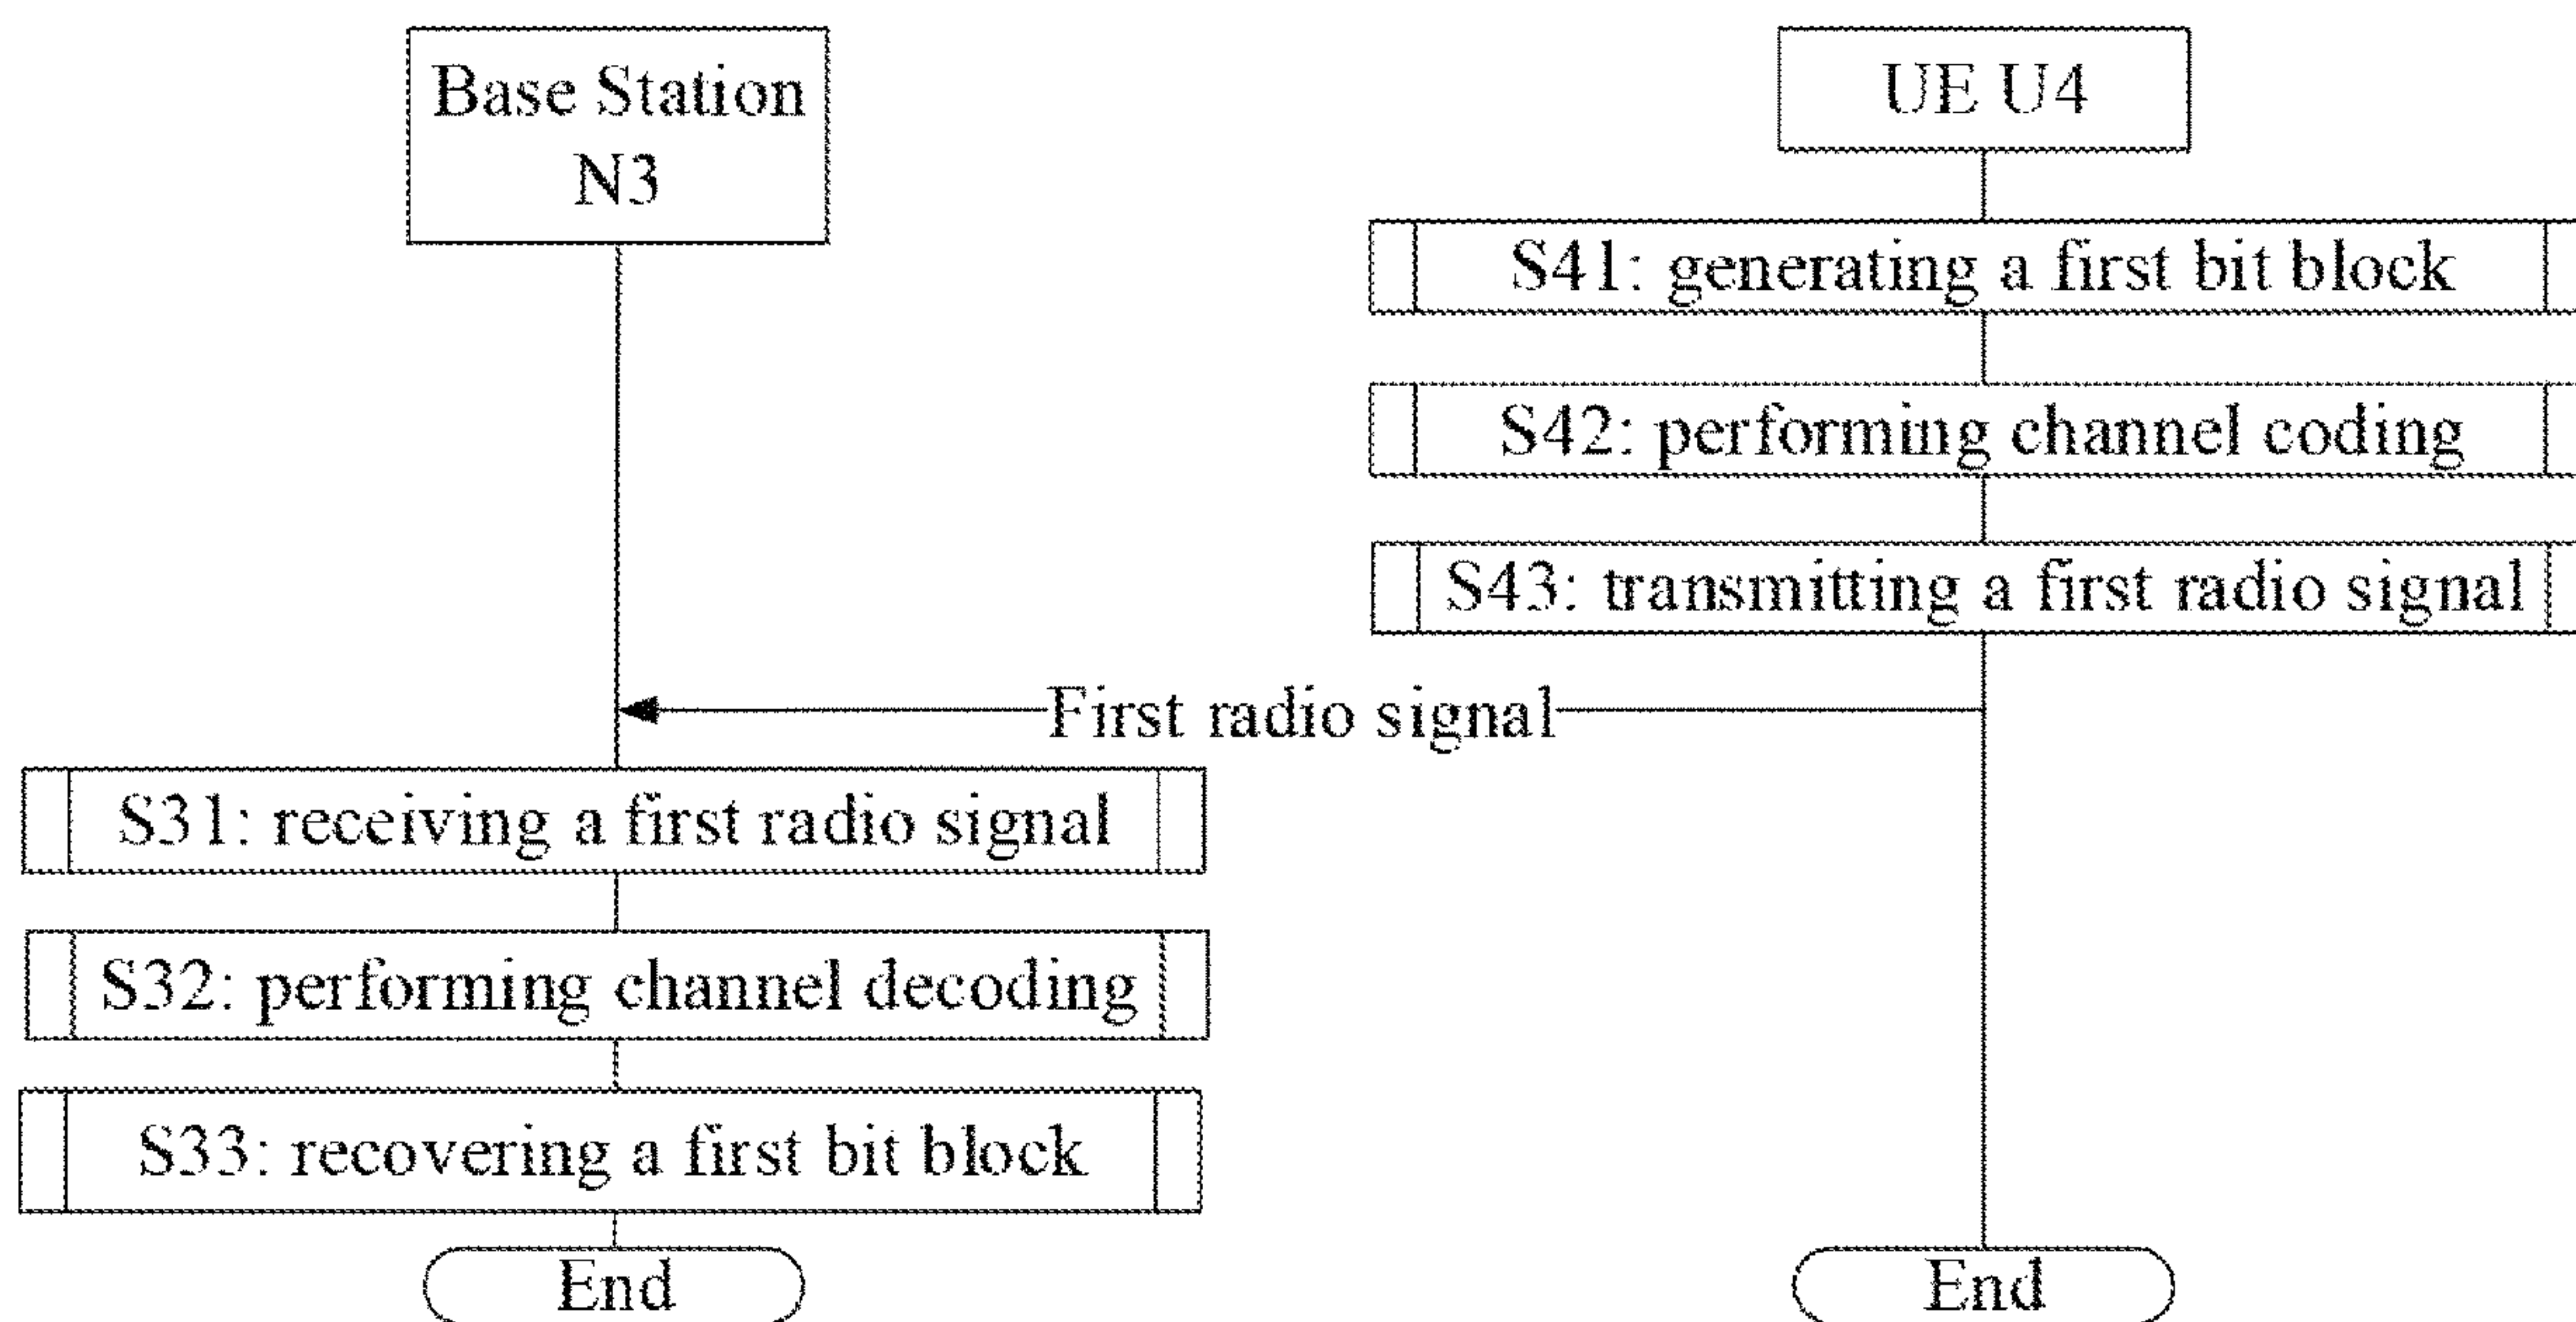 Base Station
N3
UE U4
S41: generating a first bit block
S42: performing channel coding
S43: transmitting a first radio signal
First radio signal
S31: receiving a first radio signal
S32: performing channel decoding
S33: recovering a first bit block
End
End